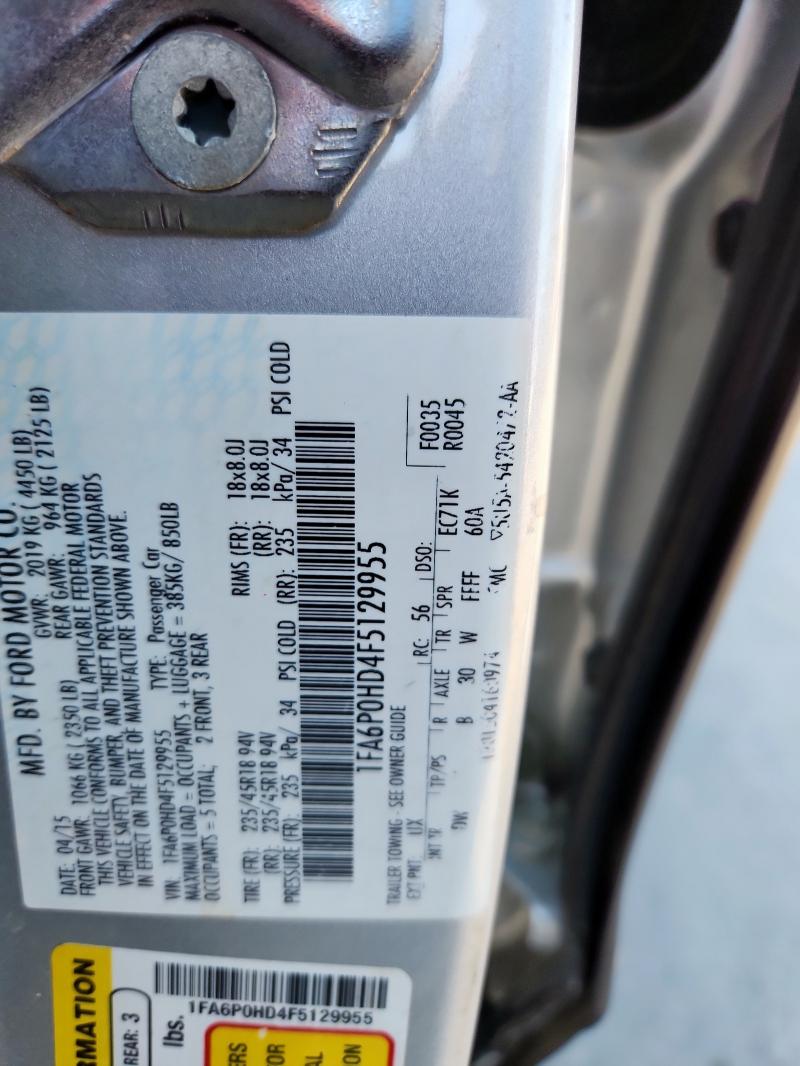 MFD. BY FORD MOTOR CO.
DATE: 04/15 GVWR: 2019 KG ( 4450 LB)
FRONT GAWR: 1066 KG ( 2350 LB) REAR GAWR: 964 KG ( 2125 LB)
THIS VEHICLE CONFORMS TO ALL APPLICABLE FEDERAL MOTOR
VEHICLE SAFETY, BUMPER, AND THEFT PREVENTION STANDARDS
IN EFFECT ON THE DATE OF MANUFACTURE SHOWN ABOVE.
VIN: 1FA6P0HD4F5129955 TYPE: Passenger Car
MAXIMUM LOAD = OCCUPANTS + LUGGAGE = 385KG/ 850LB
OCCUPANTS = 5 TOTAL; 2 FRONT, 3 REAR
TIRE (FR): 235/45R18 94V RIMS (FR): 18x8.0J
(RR): 235/45R18 94V (RR): 18x8.0J
PRESSURE (FR): 235 kPa/ 34 PSI COLD (RR): 235 kPa/ 34 PSI COLD
1FA6P0HD4F5129955
TRAILER TOWING - SEE OWNER GUIDE
EXT PNT: UX RC: 56 DSO: F0035
R0045
INT TR TP/PS R AXLE TR SPR EC71K
DW B 30 W FFFF 60A
RMATION
REAR: 3
lbs.
1FA6P0HD4F5129955